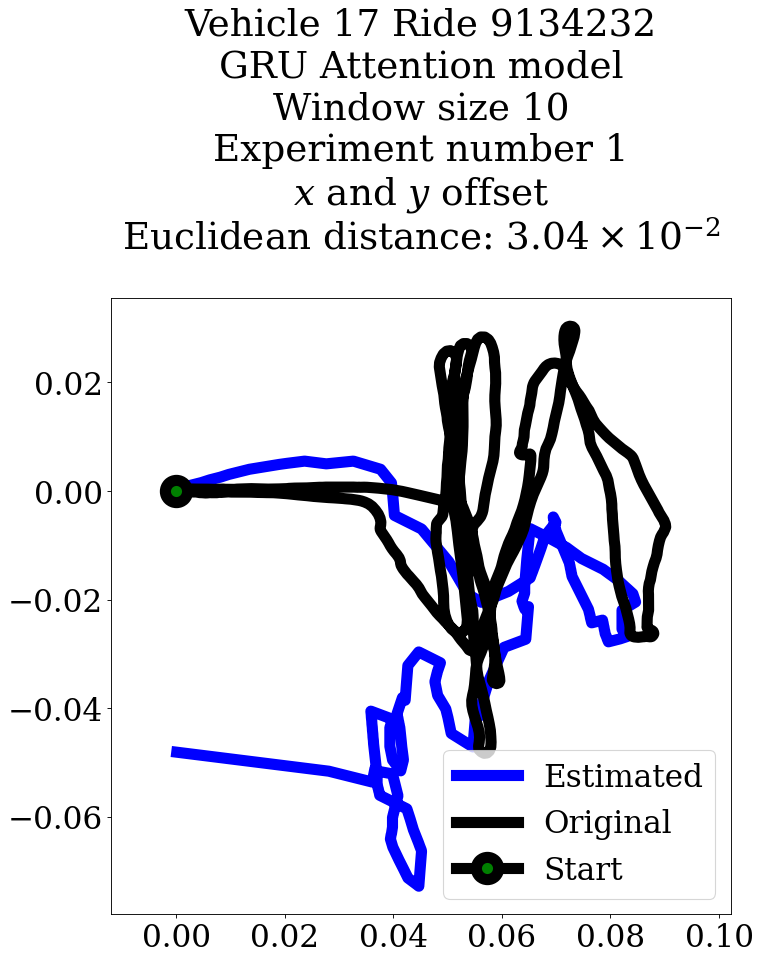 Vehicle 17 Ride 9134232
GRU Attention model
Window size 10
Experiment number 1
x and y offset
Euclidean distance: 3.04 × 10⁻²
0.02
0.00
−0.02
−0.04
−0.06
Estimated
Original
Start
0.00 0.02 0.04 0.06 0.08 0.10